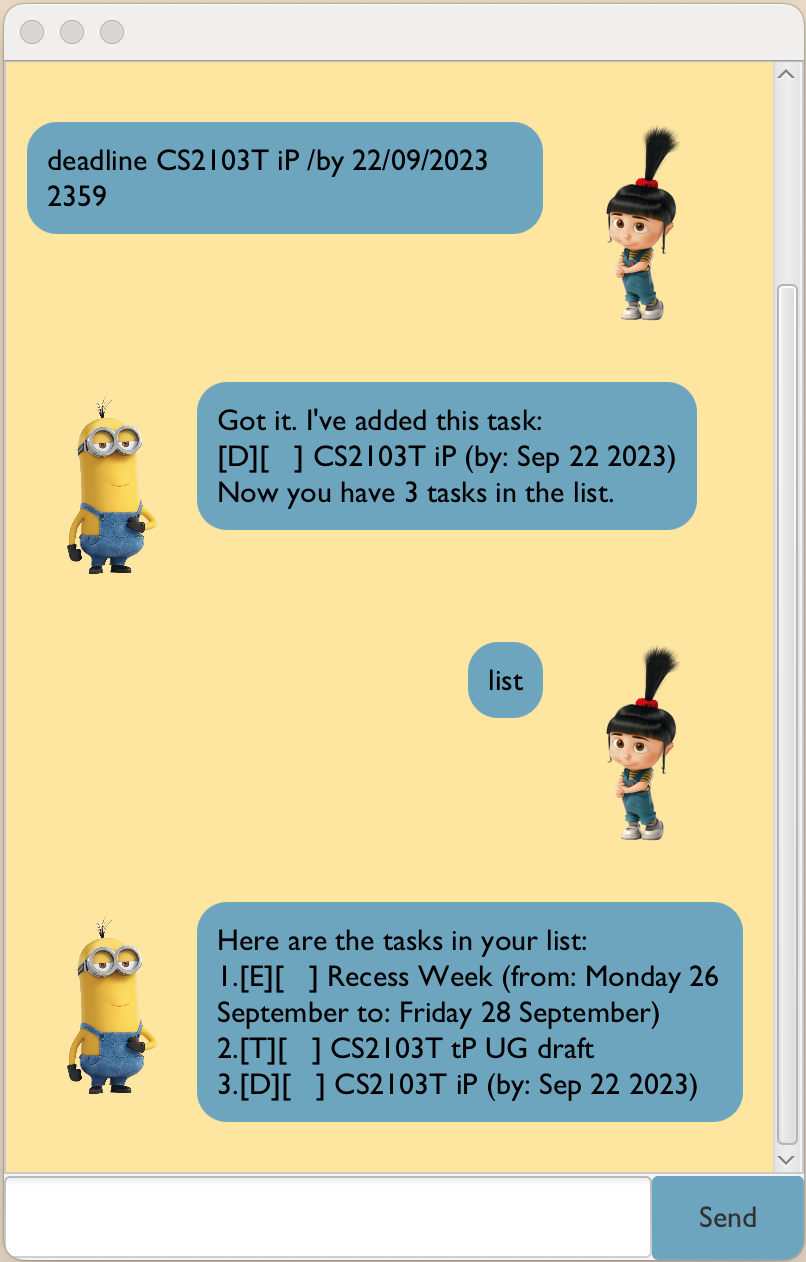 deadline CS2103T iP /by 22/09/2023
2359
Got it. I've added this task:
[D][   ] CS2103T iP (by: Sep 22 2023)
Now you have 3 tasks in the list.
list
Here are the tasks in your list:
1.[E][   ] Recess Week (from: Monday 26
September to: Friday 28 September)
2.[T][   ] CS2103T tP UG draft
3.[D][   ] CS2103T iP (by: Sep 22 2023)
Send